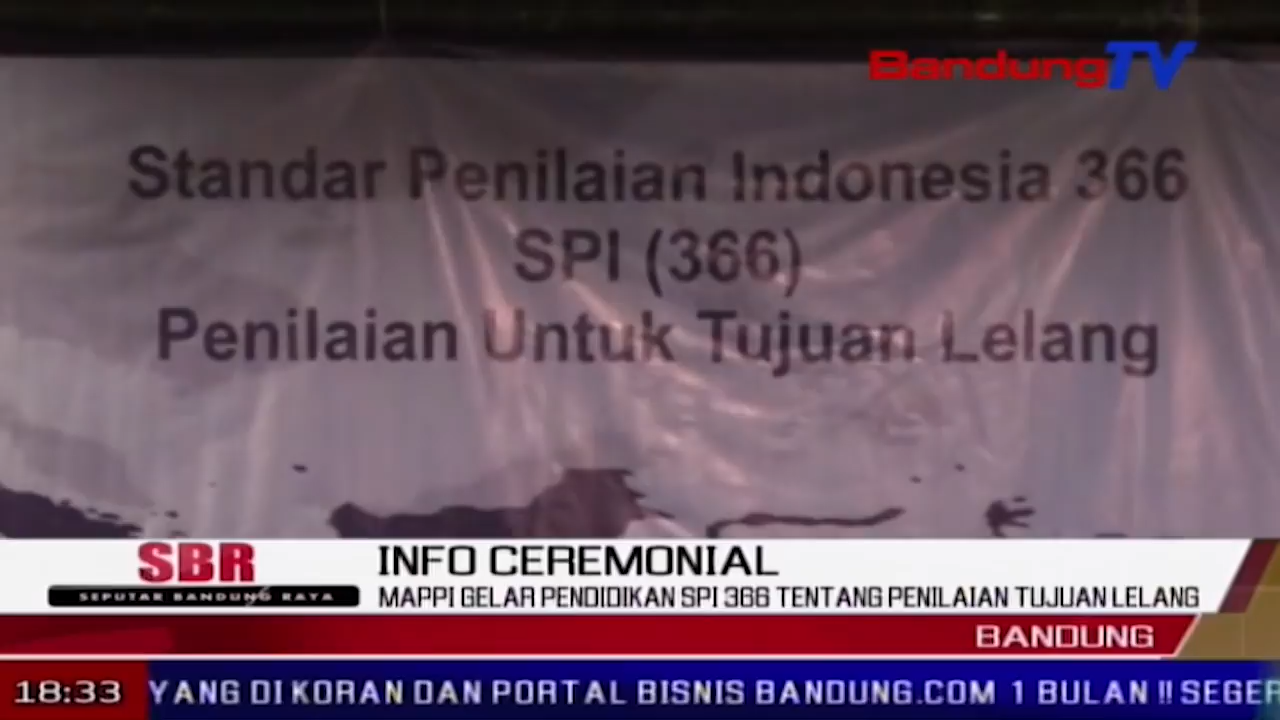 BandungTV
Standar Penilaian Indonesia 366
SPI (366)
Penilaian Untuk Tujuan Lelang
SBR
SEPUTAR BANDUNG RAYA
INFO CEREMONIAL
MAPPI GELAR PENDIDIKAN SPI 366 TENTANG PENILAIAN TUJUAN LELANG
BANDUNG
18:33 YANG DI KORAN DAN PORTAL BISNIS BANDUNG.COM 1 BULAN !! SEGER